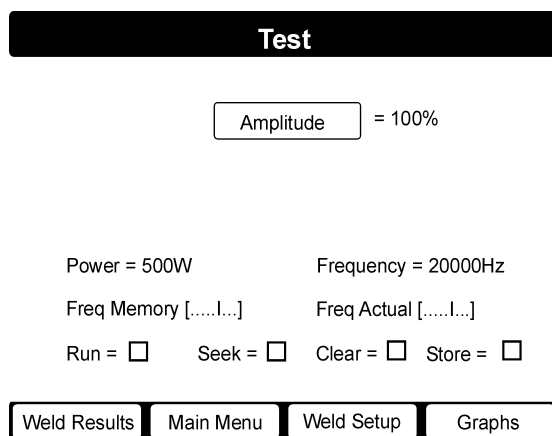 Test
Amplitude = 100%
Power = 500W Frequency = 20000Hz
Freq Memory [.....I...] Freq Actual [.....I...]
Run = Seek = Clear = Store =
Weld Results Main Menu Weld Setup Graphs